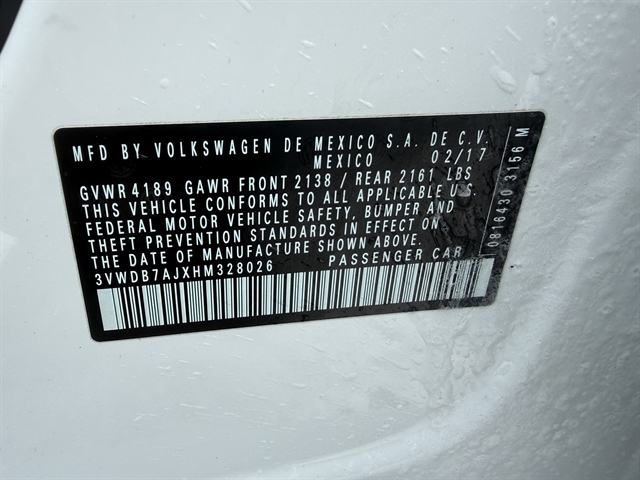 MFD BY VOLKSWAGEN DE MEXICO S.A. DE C.V.
MEXICO 02/17
GVWR 4189 GAWR FRONT 2138 / REAR 2161 LBS
THIS VEHICLE CONFORMS TO ALL APPLICABLE U.S.
FEDERAL MOTOR VEHICLE SAFETY, BUMPER AND
THEFT PREVENTION STANDARDS IN EFFECT ON
THE DATE OF MANUFACTURE SHOWN ABOVE.
3VWDB7AJXHM328026 PASSENGER CAR
0816430 3156 M